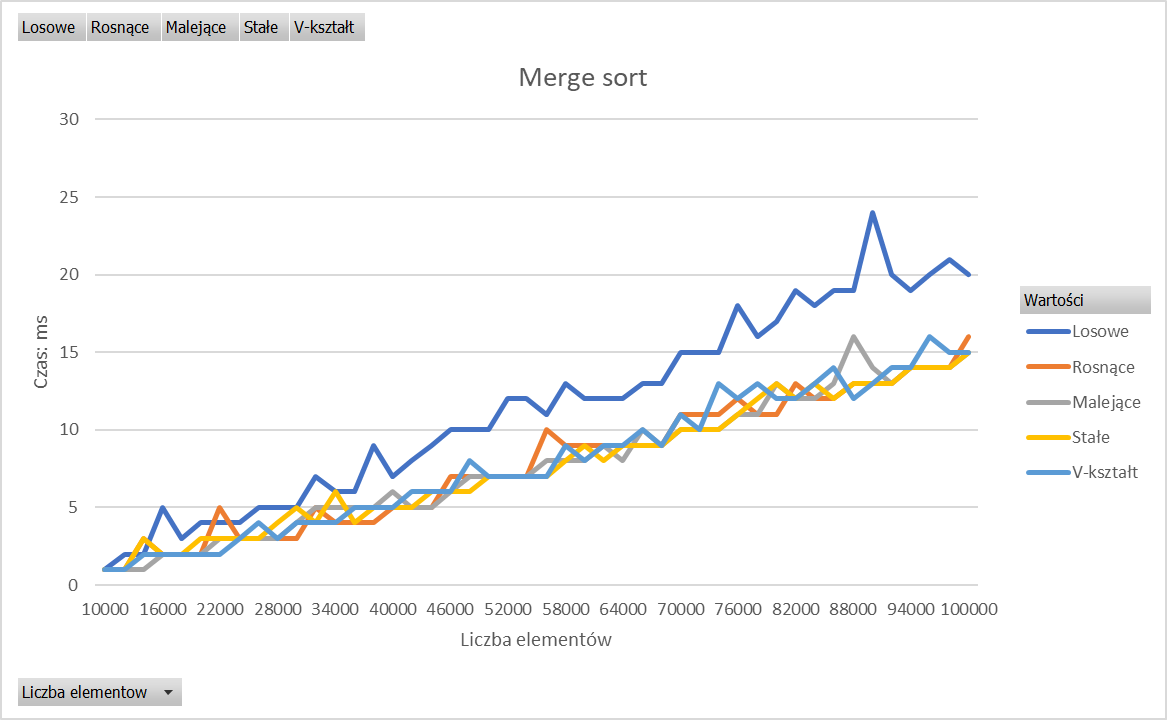 Losowe Rosnące Malejące Stałe V-kształt
Merge sort
30
25
20
15
10
5
0
Czas: ms
10000 16000 22000 28000 34000 40000 46000 52000 58000 64000 70000 76000 82000 88000 94000 100000
Liczba elementów
Wartości
Losowe
Rosnące
Malejące
Stałe
V-kształt
Liczba elementow